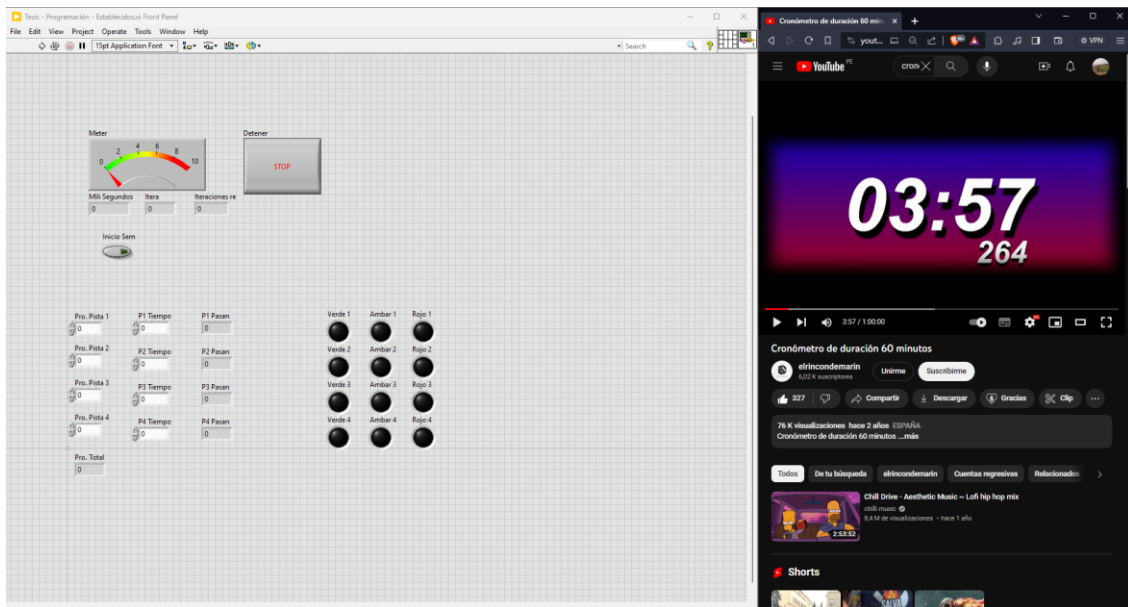 Tesis - Programación - Establecidos.vi Front Panel
File Edit View Project Operate Tools Window Help
15pt Application Font
Search
Meter
0 2 4 6 8 10
Detener
STOP
Mili Segundos Itera Iteraciones re
0 0 0
Inicio Sem
Pro. Pista 1 P1 Tiempo P1 Pasan
0 0 0
Pro. Pista 2 P2 Tiempo P2 Pasan
0 0 0
Pro. Pista 3 P3 Tiempo P3 Pasan
0 0 0
Pro. Pista 4 P4 Tiempo P4 Pasan
0 0 0
Pro. Total
0
Verde 1 Ambar 1 Rojo 1
Verde 2 Ambar 2 Rojo 2
Verde 3 Ambar 3 Rojo 3
Verde 4 Ambar 4 Rojo 4
Cronómetro de duración 60 min
yout... VPN
YouTube PE
cron
03:57
264
3:57 / 1:00:00
Cronómetro de duración 60 minutos
elrincondemarin
6,02 K suscriptores
Unirme
Suscribirme
327 Compartir Descargar Gracias Clip
76 K visualizaciones hace 2 años ESPAÑA
Cronómetro de duración 60 minutos ...más
Todos De tu búsqueda elrincondemarin Cuentas regresivas Relacionados
Chill Drive - Aesthetic Music ~ Lofi hip hop mix
chilli music
8,4 M de visualizaciones • hace 1 año
2:53:52
Shorts